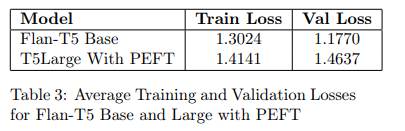 Model Train Loss Val Loss
Flan-T5 Base 1.3024 1.1770
T5Large With PEFT 1.4141 1.4637
Table 3: Average Training and Validation Losses
for Flan-T5 Base and Large with PEFT